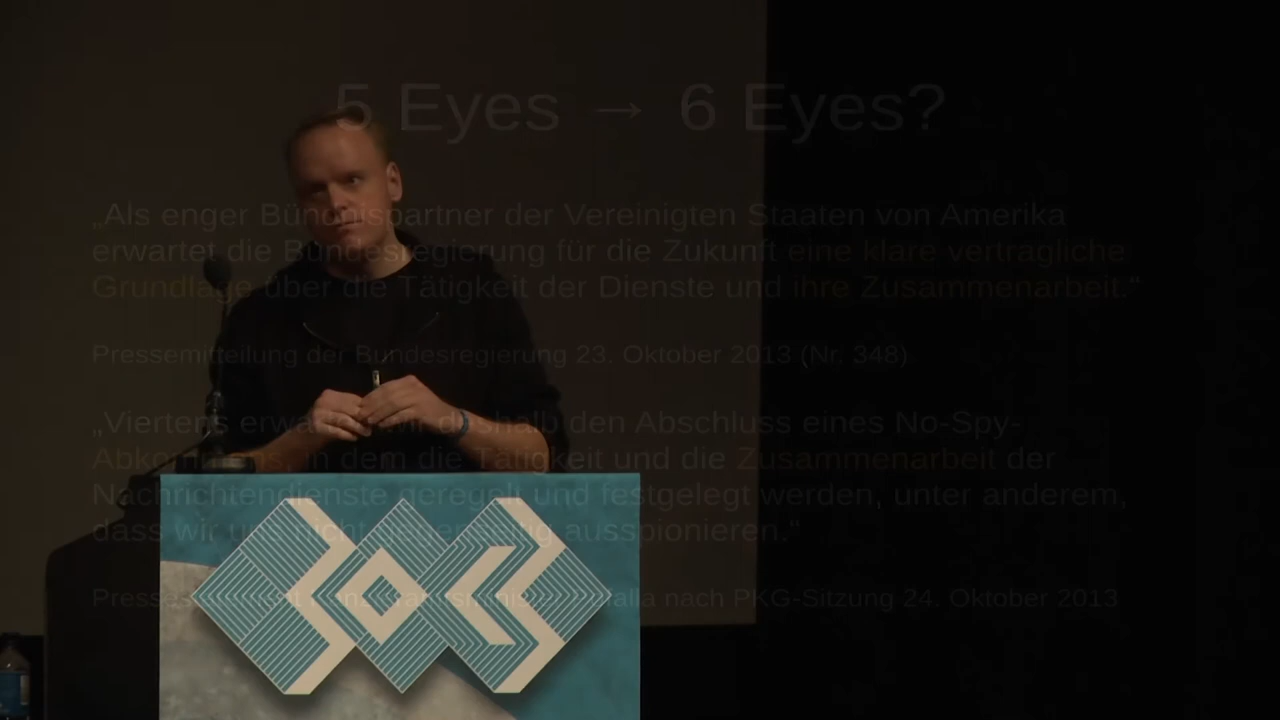 5 Eyes → 6 Eyes?
„Als enger Bündnispartner der Vereinigten Staaten von Amerika
erwartet die Bundesregierung für die Zukunft eine klare vertragliche
Grundlage über die Tätigkeit der Dienste und ihre Zusammenarbeit.“
Pressemitteilung der Bundesregierung 23. Oktober 2013 (Nr. 348)
„Viertens erwarten wir deshalb den Abschluss eines No-Spy-
Abkommens in dem die Tätigkeit und die Zusammenarbeit der
Nachrichtendienste geregelt und festgelegt werden, unter anderem,
dass wir uns nicht gegenseitig ausspionieren.“
nach PKG-Sitzung 24. Oktober 2013